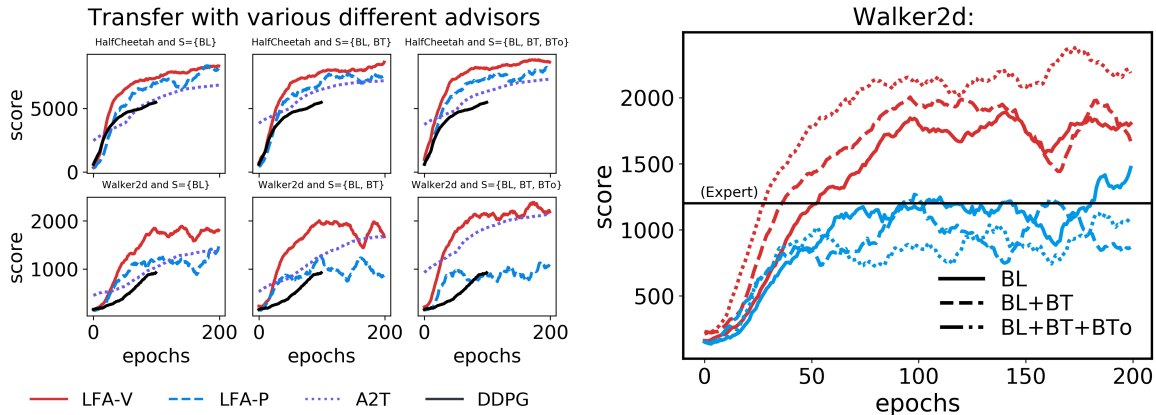 Transfer with various different advisors
HalfCheetah and S={BL}
HalfCheetah and S={BL, BT}
HalfCheetah and S={BL, BT, BTo}
score
5000
0
Walker2d and S={BL}
Walker2d and S={BL, BT}
Walker2d and S={BL, BT, BTo}
score
2000
1000
0 200
0 200
0 200
epochs
epochs
epochs
LFA-V LFA-P A2T DDPG
Walker2d:
score
2000
1500
(Expert)
1000
500
BL
BL+BT
BL+BT+BTo
0 50 100 150 200
epochs